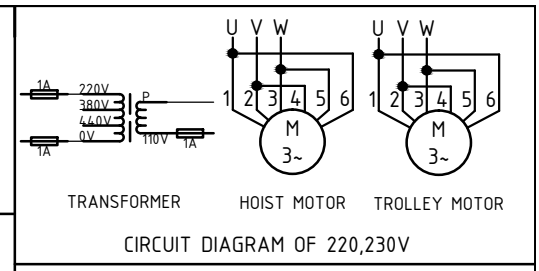 U V W U V W
1A 220V P
380V
440V
1A 0V 110V 1A
1 2 3 4 5 6 1 2 3 4 5 6
M M
3~ 3~
TRANSFORMER HOIST MOTOR TROLLEY MOTOR
CIRCUIT DIAGRAM OF 220,230V